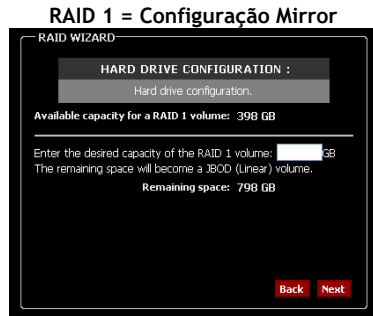 RAID 1 = Configuração Mirror
RAID WIZARD
HARD DRIVE CONFIGURATION :
Hard drive configuration.
Available capacity for a RAID 1 volume: 398 GB
Enter the desired capacity of the RAID 1 volume: GB
The remaining space will become a JBOD (Linear) volume.
Remaining space: 798 GB
Back Next